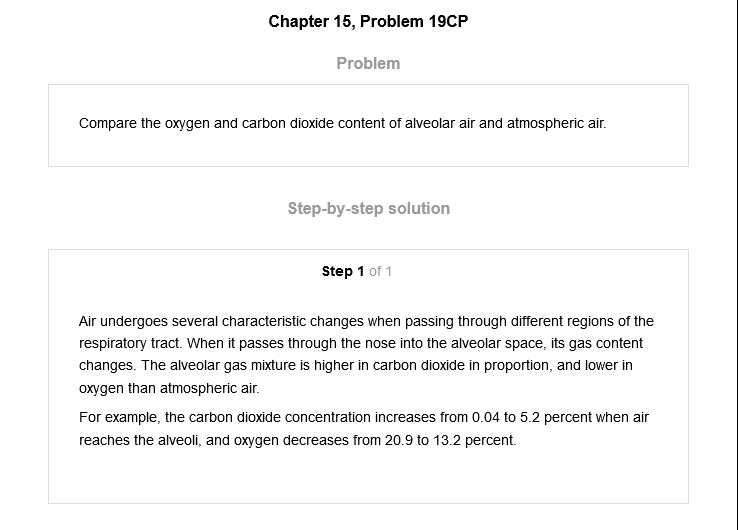 Chapter 15, Problem 19CP
Problem
Compare the oxygen and carbon dioxide content of alveolar air and atmospheric air.
Step-by-step solution
Step 1 of 1
Air undergoes several characteristic changes when passing through different regions of the
respiratory tract. When it passes through the nose into the alveolar space, its gas content
changes. The alveolar gas mixture is higher in carbon dioxide in proportion, and lower in
oxygen than atmospheric air.
For example, the carbon dioxide concentration increases from 0.04 to 5.2 percent when air
reaches the alveoli, and oxygen decreases from 20.9 to 13.2 percent.